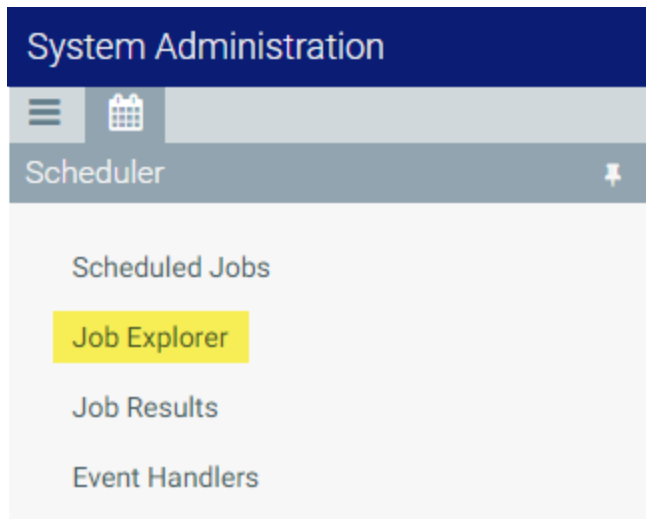 System Administration
Scheduler
Scheduled Jobs
Job Explorer
Job Results
Event Handlers